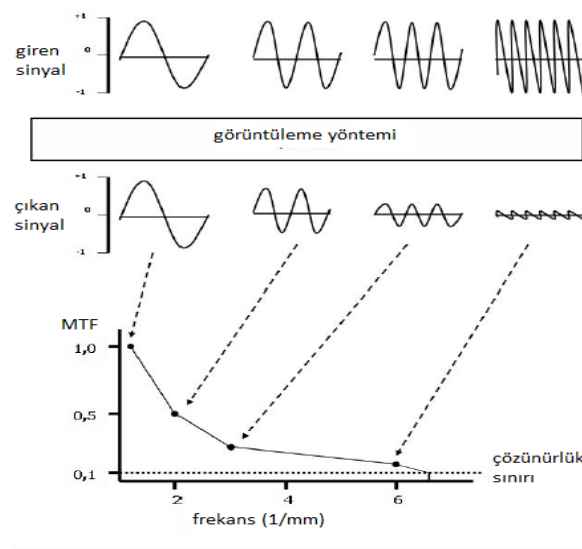 +1
giren
sinyal
0
-1
görüntüleme yöntemi
+1
çıkan
sinyal
0
-1
MTF
1,0
0,5
0,1
çözünürlük
sınırı
2 4 6
frekans (1/mm)